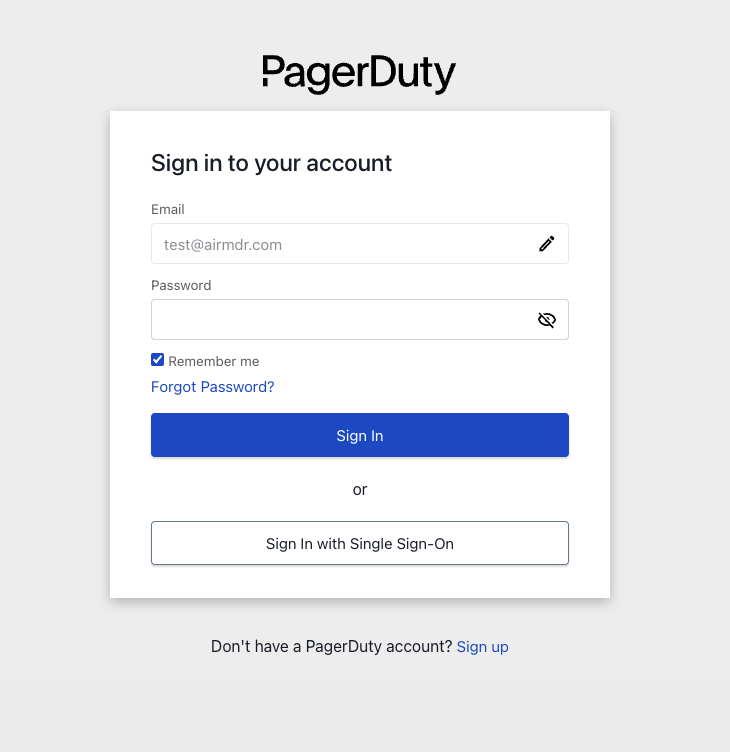 PagerDuty
Sign in to your account
Email
test@airmdr.com
Password
Remember me
Forgot Password?
Sign In
or
Sign In with Single Sign-On
Don't have a PagerDuty account? Sign up